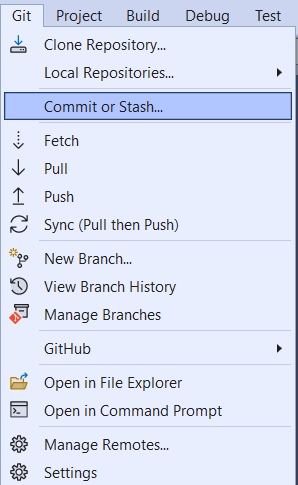 Git Project Build Debug Test
Clone Repository...
Local Repositories...
Commit or Stash...
Fetch
Pull
Push
Sync (Pull then Push)
New Branch...
View Branch History
Manage Branches
GitHub
Open in File Explorer
Open in Command Prompt
Manage Remotes...
Settings